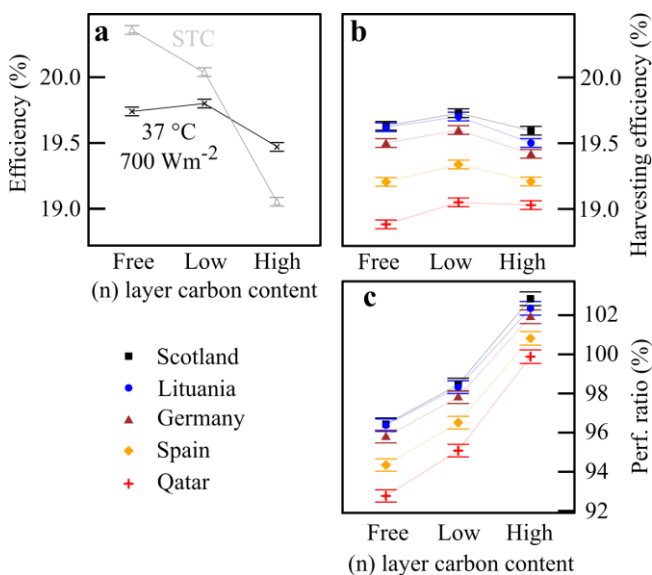 a
STC
37 °C
700 Wm-2
20.0
19.5
19.0
Efficiency (%)
Free Low High
(n) layer carbon content
b
20.0
19.5
19.0
Harvesting efficiency (%)
Free Low High
Scotland
Lituania
Germany
Spain
Qatar
c
102
100
98
96
94
92
Perf. ratio (%)
Free Low High
(n) layer carbon content